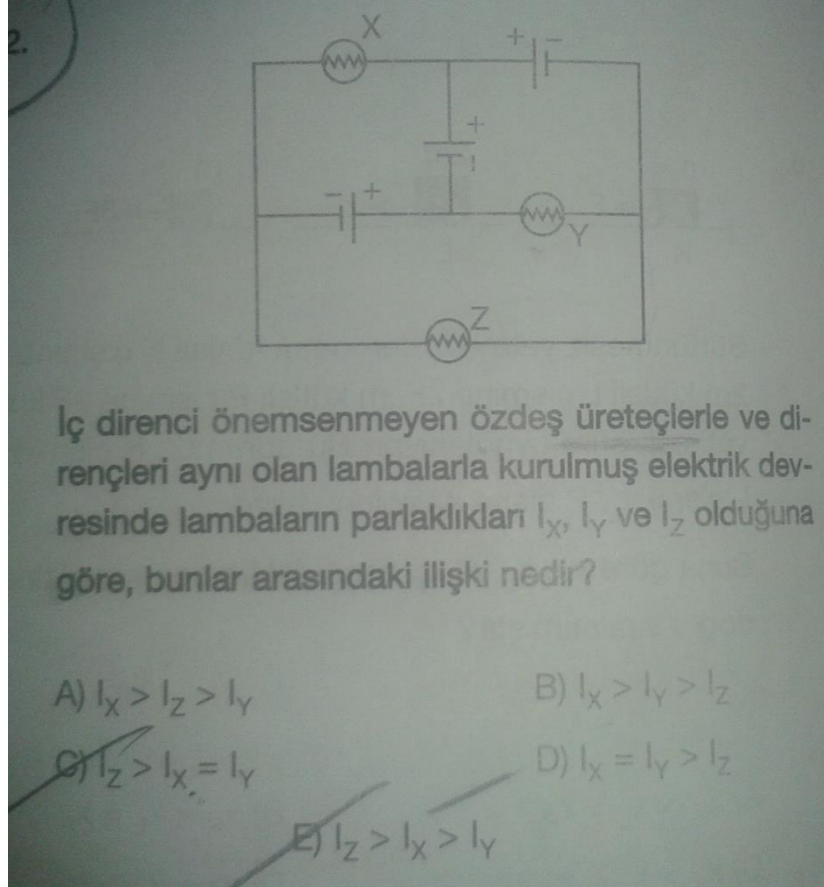 2.
X
+ -
+
-
- +
Y
Z
İç direnci önemsenmeyen özdeş üreteçlerle ve di-
rençleri aynı olan lambalarla kurulmuş elektrik dev-
resinde lambaların parlaklıkları I_X, I_Y ve I_Z olduğuna
göre, bunlar arasındaki ilişki nedir?
A) I_X > I_Z > I_Y
B) I_X > I_Y > I_Z
C) I_Z > I_X = I_Y
D) I_X = I_Y > I_Z
E) I_Z > I_X > I_Y